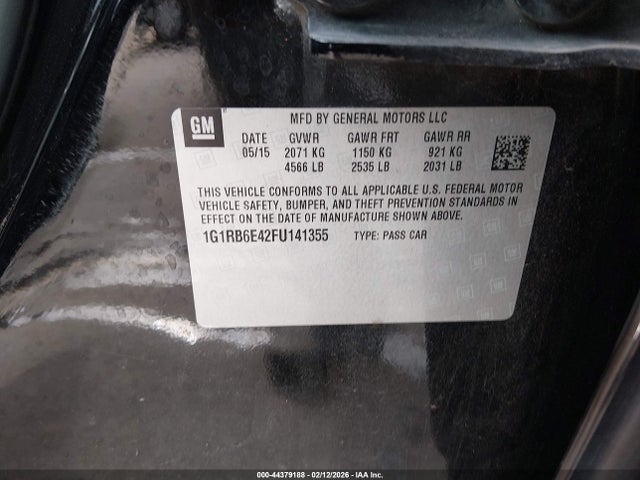 GM
MFD BY GENERAL MOTORS LLC
DATE GVWR GAWR FRT GAWR RR
05/15 2071 KG 1150 KG 921 KG
4566 LB 2535 LB 2031 LB
THIS VEHICLE CONFORMS TO ALL APPLICABLE U.S. FEDERAL MOTOR
VEHICLE SAFETY, BUMPER, AND THEFT PREVENTION STANDARDS IN
EFFECT ON THE DATE OF MANUFACTURE SHOWN ABOVE.
1G1RB6E42FU141355 TYPE: PASS CAR
000-44379188 - 02/12/2026 - IAA Inc.